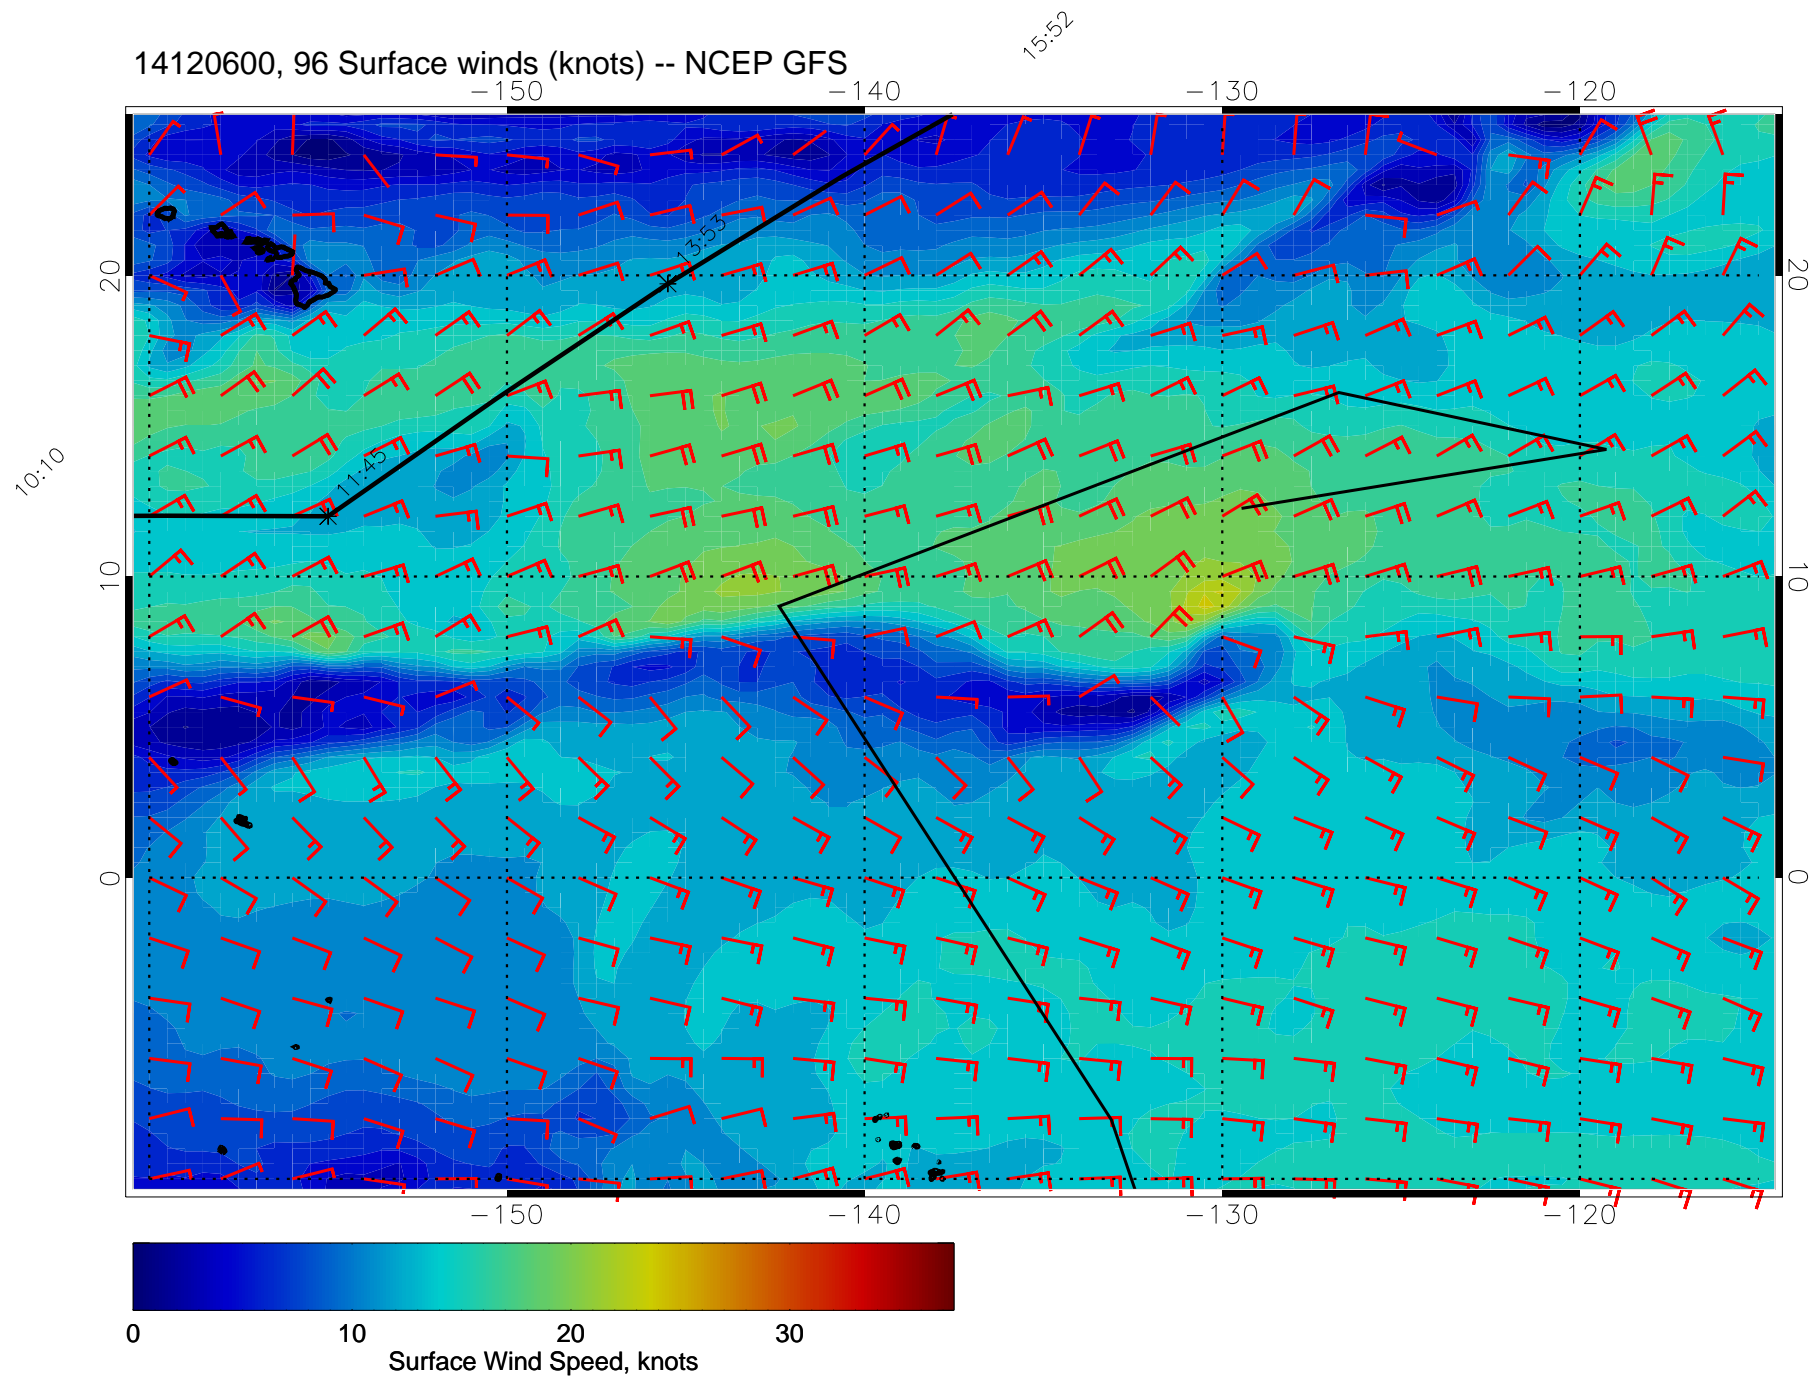 15:52
14120600, 96 Surface winds (knots) -- NCEP GFS
-150 -140 -130 -120
13:53
20 20
11:45
10:10
10 10
0 0
-150 -140 -130 -120
0 10 20 30
Surface Wind Speed, knots